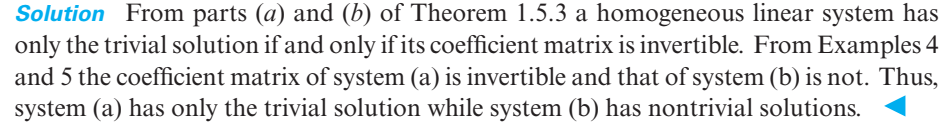 Solution From parts (a) and (b) of Theorem 1.5.3 a homogeneous linear system has
only the trivial solution if and only if its coefficient matrix is invertible. From Examples 4
and 5 the coefficient matrix of system (a) is invertible and that of system (b) is not. Thus,
system (a) has only the trivial solution while system (b) has nontrivial solutions.